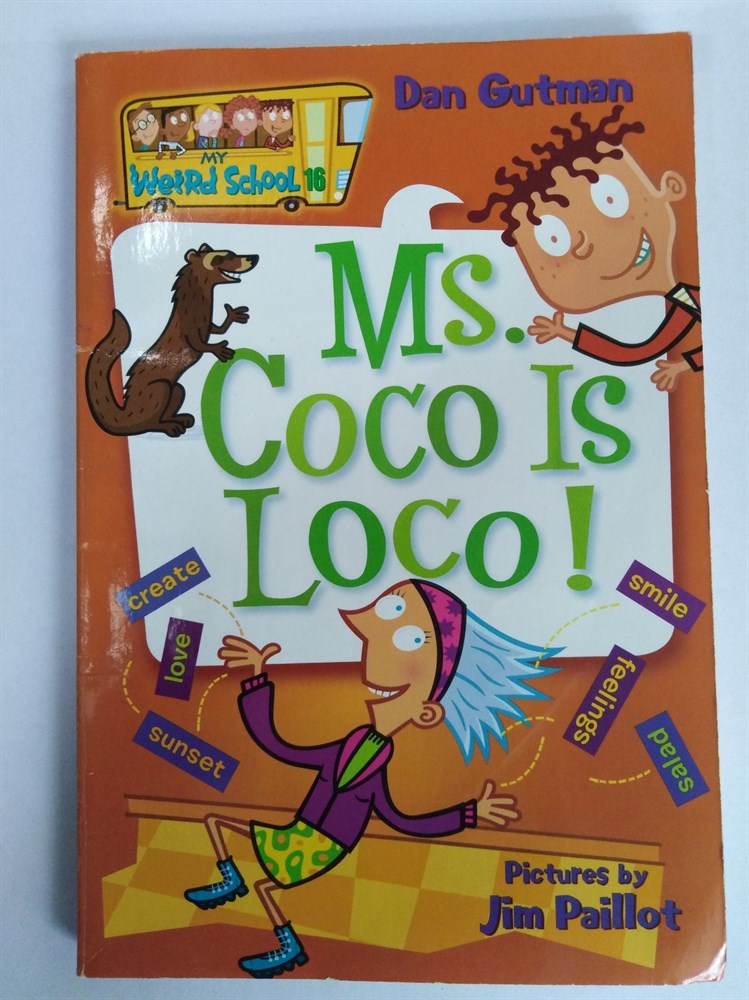 Dan Gutman
MY
WeiRd School 16
Ms.
Coco Is
Loco!
create
love
sunset
smile
feelings
salad
Pictures by
Jim Paillot